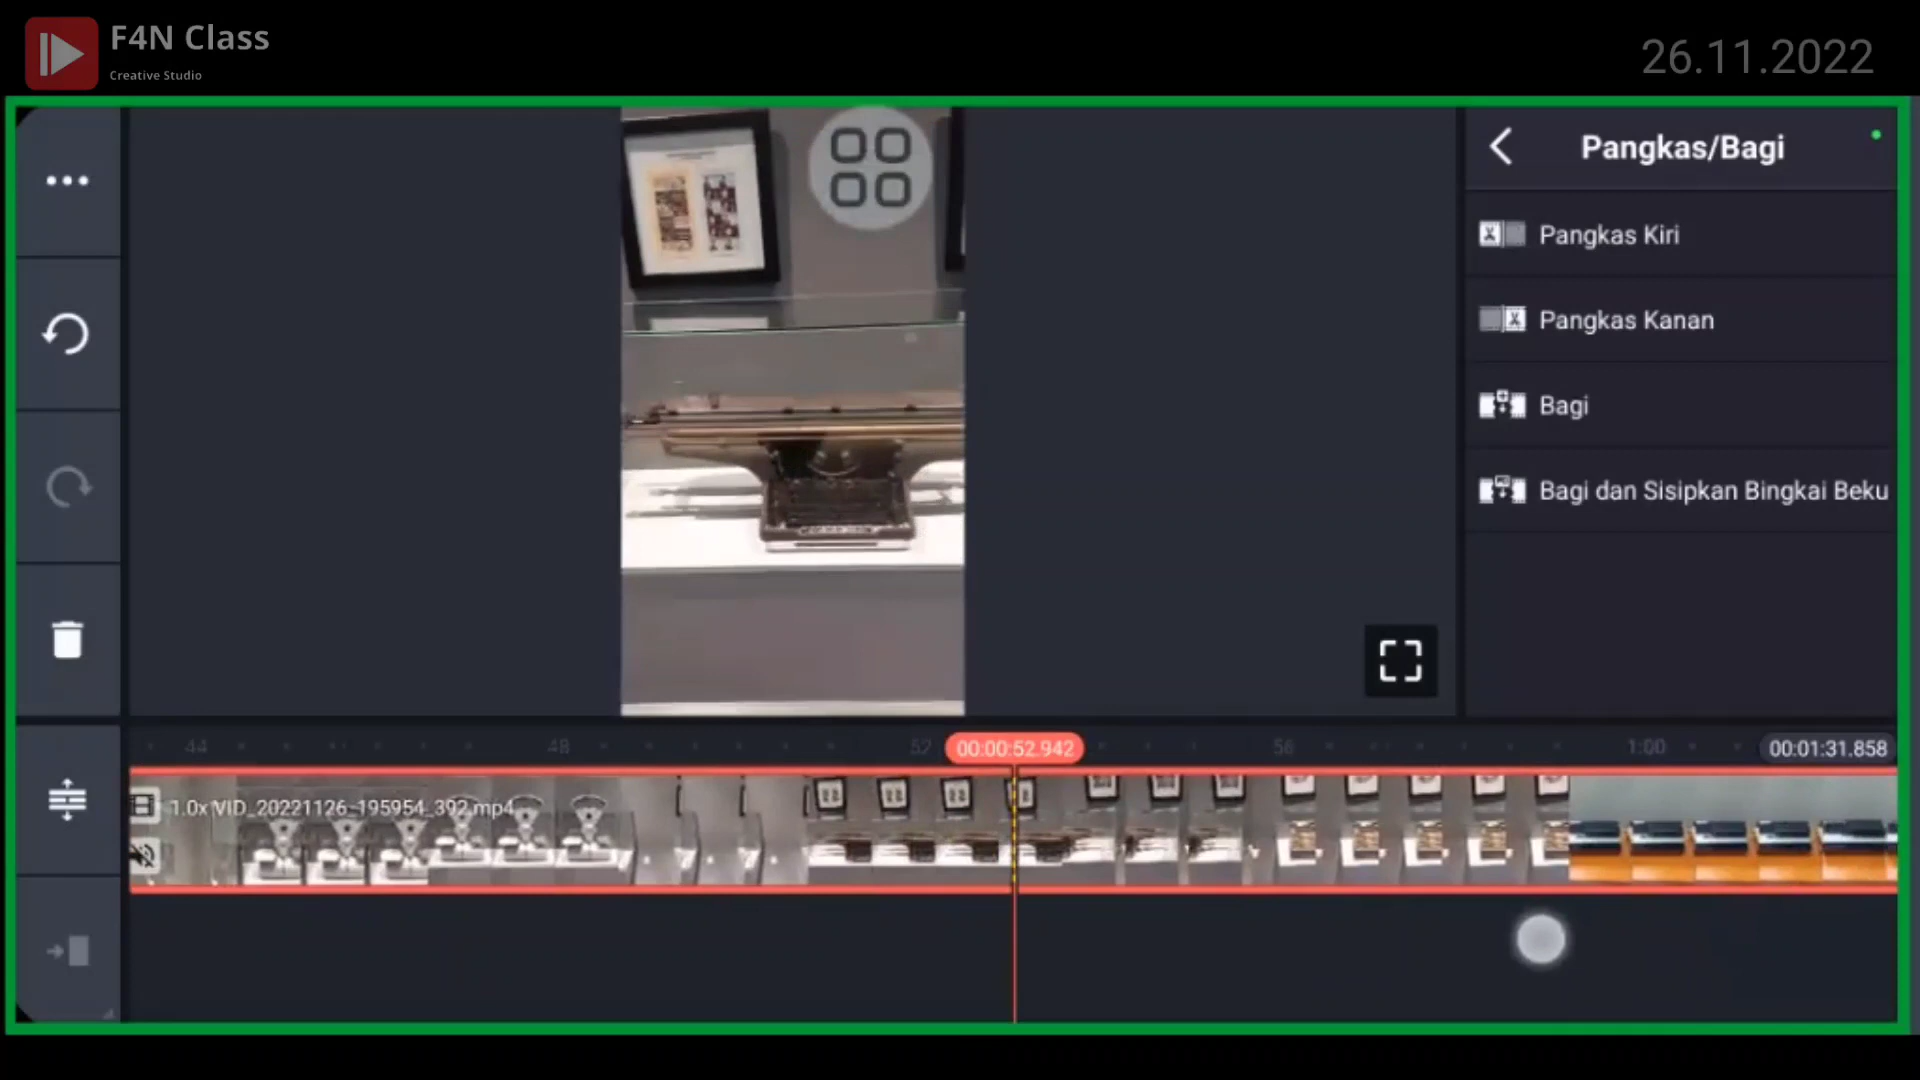 F4N Class
Creative Studio
26.11.2022
Pangkas/Bagi
Pangkas Kiri
Pangkas Kanan
Bagi
Bagi dan Sisipkan Bingkai Beku
44
48
52
00:00:52.942
56
1:00
00:01:31.858
1.0x VID_20221126_195954_392.mp4